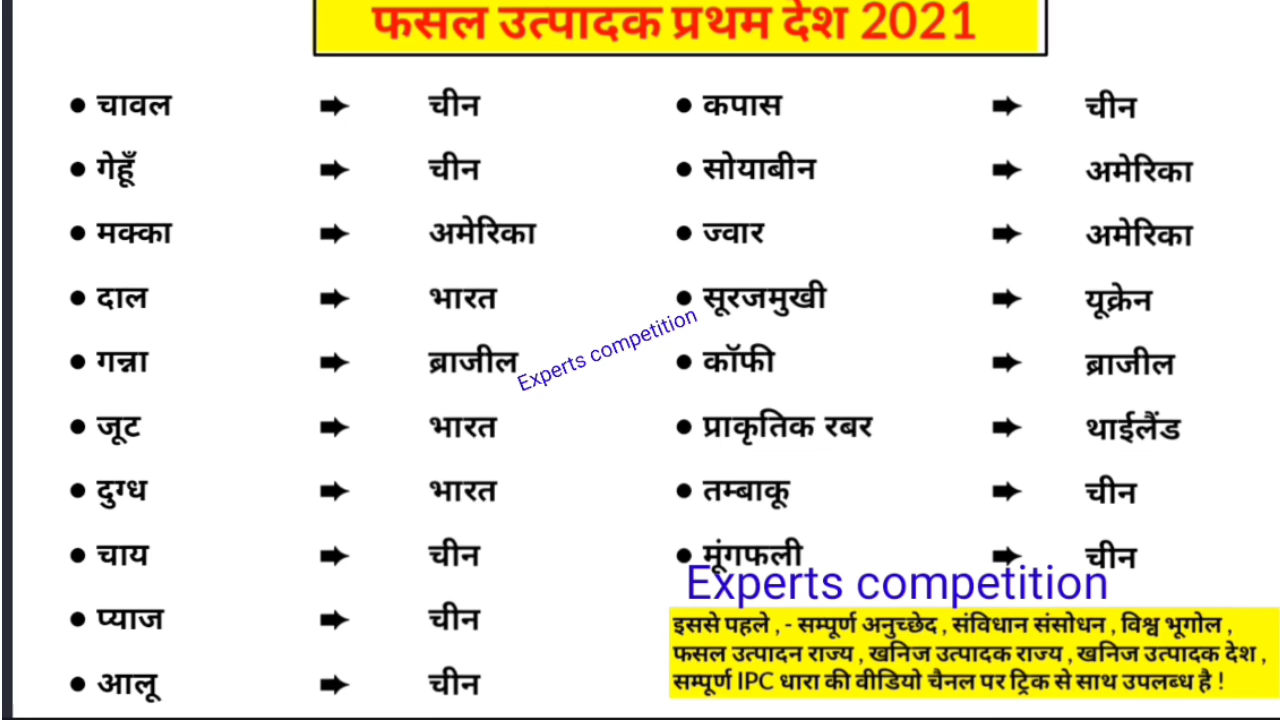 फसल उत्पादक प्रथम देश 2021
• चावल ➨ चीन
• गेहूँ ➨ चीन
• मक्का ➨ अमेरिका
• दाल ➨ भारत
• गन्ना ➨ ब्राजील
• जूट ➨ भारत
• दुग्ध ➨ भारत
• चाय ➨ चीन
• प्याज ➨ चीन
• आलू ➨ चीन
• कपास ➨ चीन
• सोयाबीन ➨ अमेरिका
• ज्वार ➨ अमेरिका
• सूरजमुखी ➨ यूक्रेन
• कॉफी ➨ ब्राजील
• प्राकृतिक रबर ➨ थाईलैंड
• तम्बाकू ➨ चीन
• मूंगफली ➨ चीन
Experts competition
Experts competition
इससे पहले , - सम्पूर्ण अनुच्छेद , संविधान संसोधन , विश्व भूगोल ,
फसल उत्पादन राज्य , खनिज उत्पादक राज्य , खनिज उत्पादक देश ,
सम्पूर्ण IPC धारा की वीडियो चैनल पर ट्रिक से साथ उपलब्ध है !